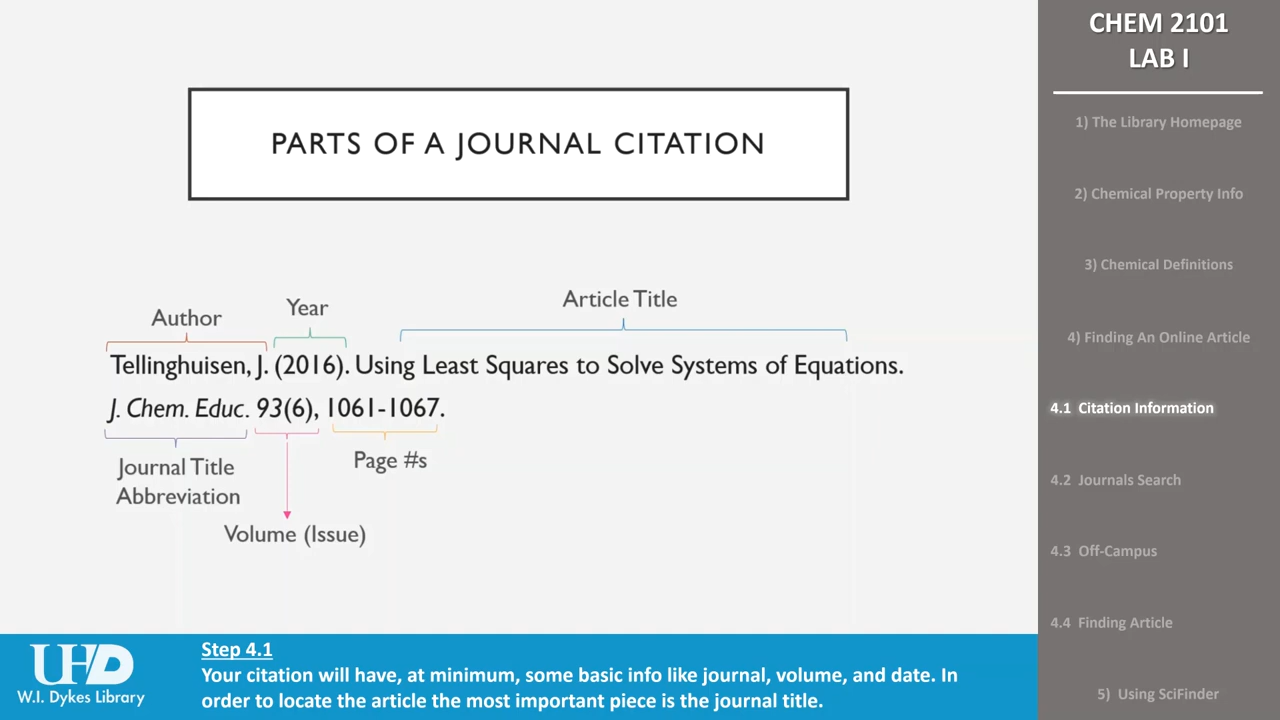 CHEM 2101
LAB I
1) The Library Homepage
2) Chemical Property Info
3) Chemical Definitions
4) Finding An Online Article
4.1 Citation Information
4.2 Journals Search
4.3 Off-Campus
4.4 Finding Article
5) Using SciFinder
PARTS OF A JOURNAL CITATION
Author
Year
Article Title
Tellinghuisen, J. (2016). Using Least Squares to Solve Systems of Equations.
J. Chem. Educ. 93(6), 1061-1067.
Journal Title
Abbreviation
Page #s
Volume (Issue)
UHD
W.I. Dykes Library
Step 4.1
Your citation will have, at minimum, some basic info like journal, volume, and date. In
order to locate the article the most important piece is the journal title.